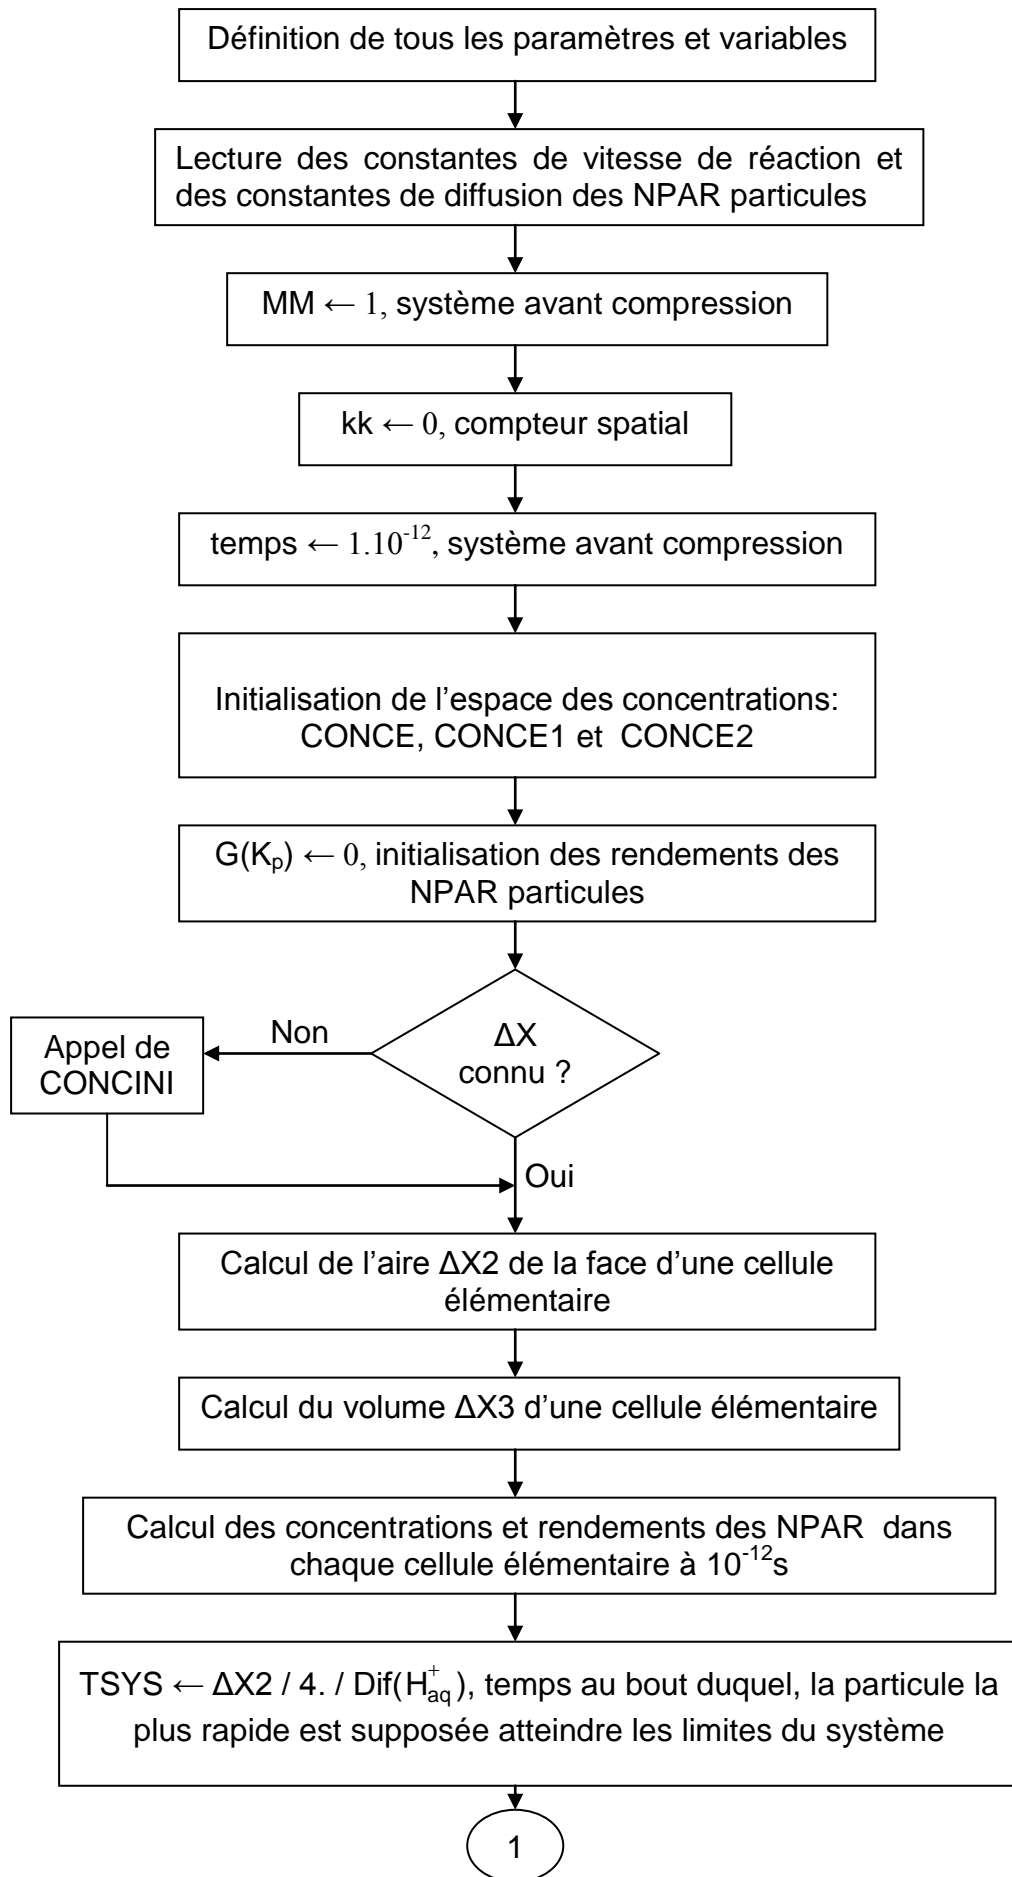 Définition de tous les paramètres et variables
Lecture des constantes de vitesse de réaction et
des constantes de diffusion des NPAR particules
MM ← 1, système avant compression
kk ← 0, compteur spatial
temps ← 1.10⁻¹², système avant compression
Initialisation de l’espace des concentrations:
CONCE, CONCE1 et CONCE2
G(Kₚ) ← 0, initialisation des rendements des
NPAR particules
ΔX
connu ?
Non
Appel de
CONCINI
Oui
Calcul de l’aire ΔX2 de la face d’une cellule
élémentaire
Calcul du volume ΔX3 d’une cellule élémentaire
Calcul des concentrations et rendements des NPAR dans
chaque cellule élémentaire à 10⁻¹²s
TSYS ← ΔX2 / 4. / Dif(H⁺aq), temps au bout duquel, la particule la
plus rapide est supposée atteindre les limites du système
1